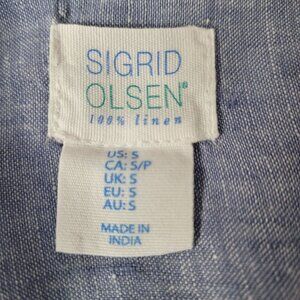 SIGRID
OLSEN®
100% linen
US: S
CA: S/P
UK: S
EU: S
AU: S
MADE IN
INDIA